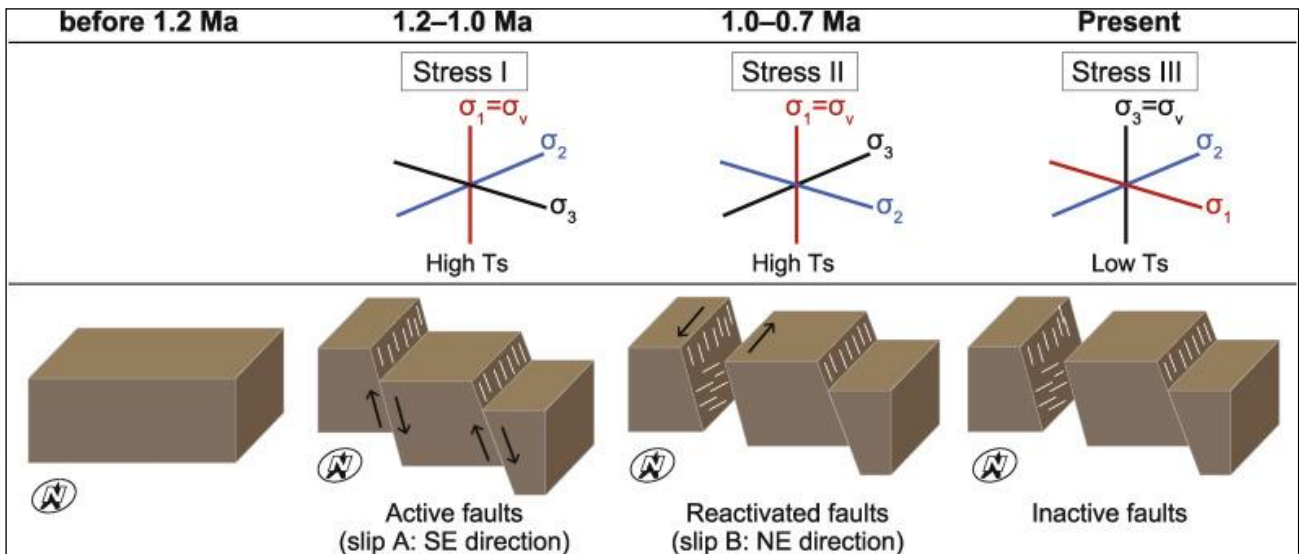 before 1.2 Ma 1.2–1.0 Ma 1.0–0.7 Ma Present
Stress I Stress II Stress III
σ₁=σᵥ σ₁=σᵥ σ₃=σᵥ
σ₂ σ₃ σ₂
σ₃ σ₂ σ₁
High Ts High Ts Low Ts
N N N N
Active faults Reactivated faults Inactive faults
(slip A: SE direction) (slip B: NE direction)